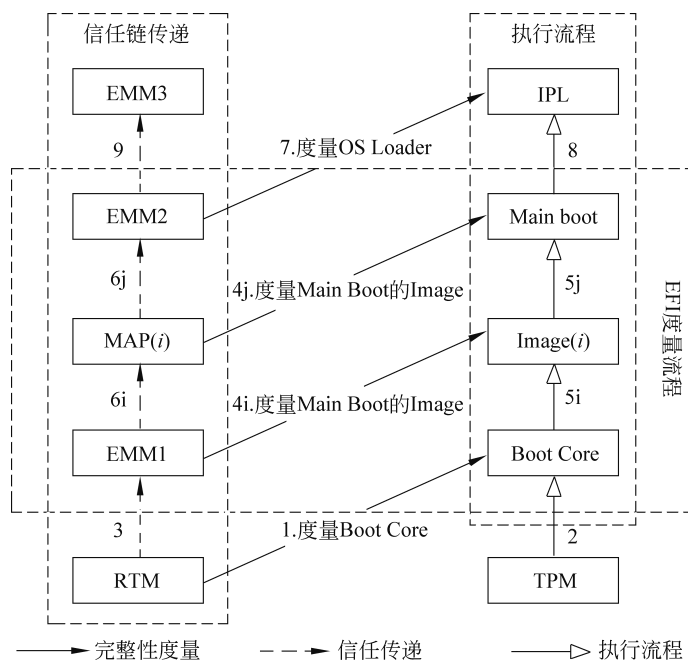 信任链传递
执行流程
EMM3
IPL
9
7.度量OS Loader
8
EMM2
Main boot
6j
4j.度量Main Boot的Image
5j
MAP(i)
Image(i)
EFI度量流程
6i
4i.度量Main Boot的Image
5i
EMM1
Boot Core
3
1.度量Boot Core
2
RTM
TPM
完整性度量
信任传递
执行流程